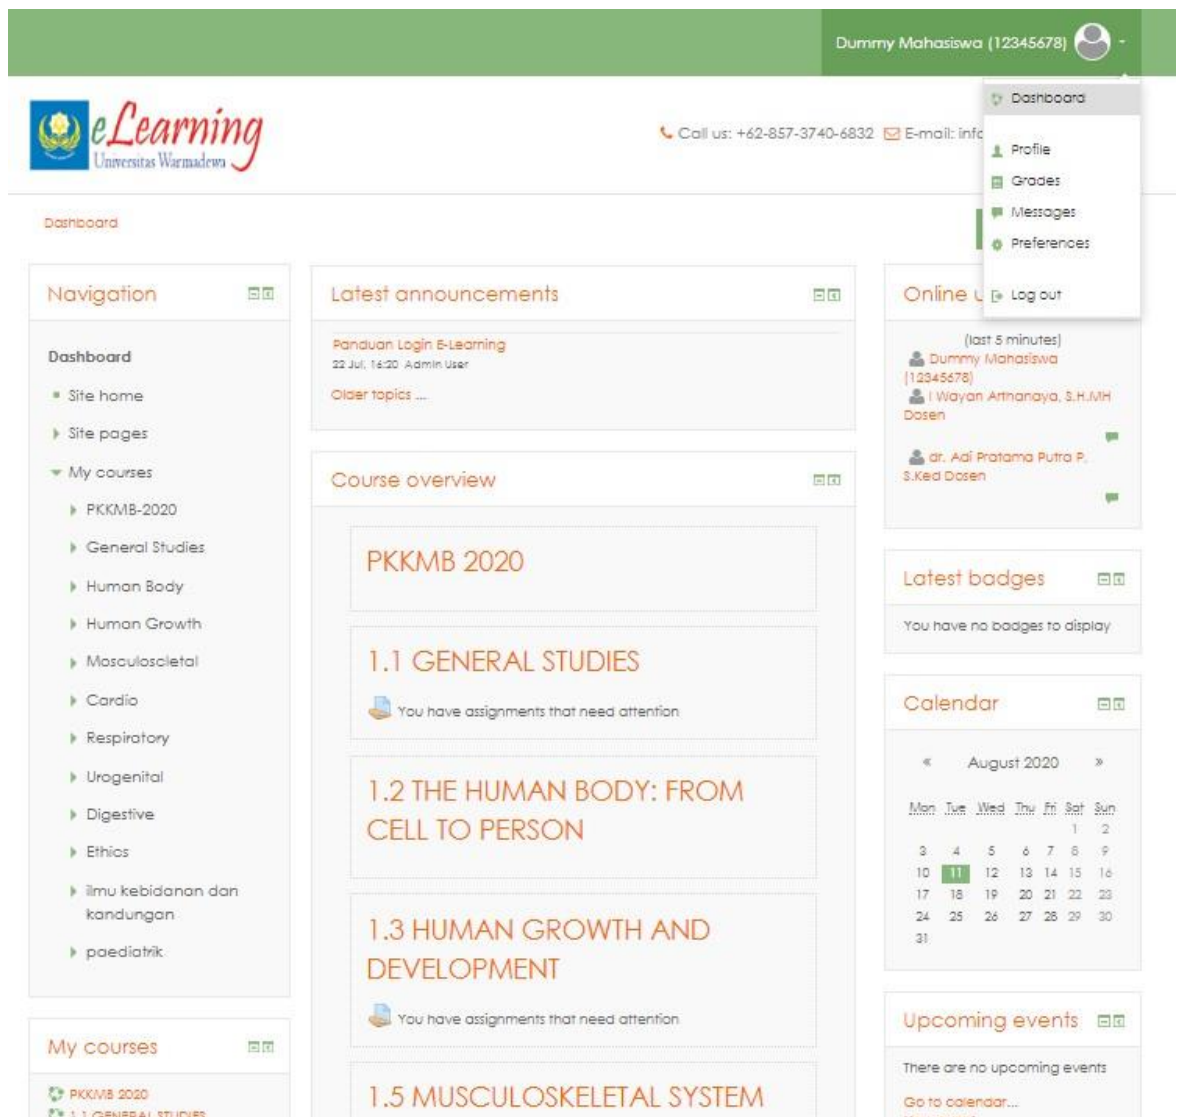 Dummy Mahasiswa (12345678)
Dashboard
Profile
Grades
Messages
Preferences
Log out
eLearning
Universitas Warmadewa
Call us: +62-857-3740-6832 E-mail: info
Dashboard
Navigation
Dashboard
Site home
Site pages
My courses
PKKMB-2020
General Studies
Human Body
Human Growth
Mosculoscletal
Cardio
Respiratory
Urogenital
Digestive
Ethics
ilmu kebidanan dan
kandungan
paediatrik
My courses
PKKMB 2020
1.1 GENERAL STUDIES
Latest announcements
Panduan Login E-Learning
22 Jul, 16:20 Admin User
Older topics ...
Course overview
PKKMB 2020
1.1 GENERAL STUDIES
You have assignments that need attention
1.2 THE HUMAN BODY: FROM
CELL TO PERSON
1.3 HUMAN GROWTH AND
DEVELOPMENT
You have assignments that need attention
1.5 MUSCULOSKELETAL SYSTEM
Online
(last 5 minutes)
Dummy Mahasiswa
(12345678)
I Wayan Arthanaya, S.H.MH
Dosen
dr. Adi Pratama Putra P,
S.Ked Dosen
Latest badges
You have no badges to display
Calendar
« August 2020 »
Mon Tue Wed Thu Fri Sat Sun
1 2
3 4 5 6 7 8 9
10 11 12 13 14 15 16
17 18 19 20 21 22 23
24 25 26 27 28 29 30
31
Upcoming events
There are no upcoming events
Go to calendar...